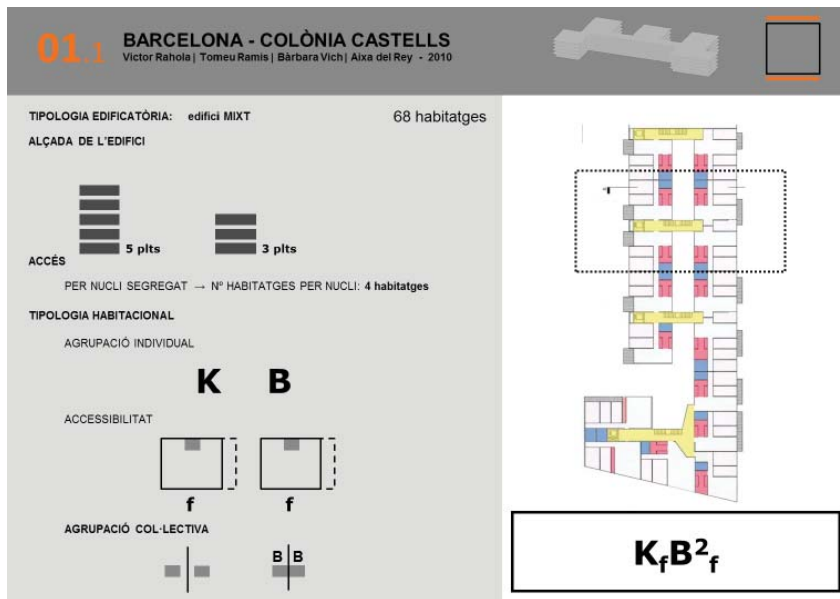 01.1 BARCELONA - COLÒNIA CASTELLS
Victor Rahola | Tomeu Ramis | Bàrbara Vich | Aixa del Rey - 2010
TIPOLOGIA EDIFICATÒRIA: edifici MIXT 68 habitatges
ALÇADA DE L'EDIFICI
5 plts 3 plts
ACCÉS
PER NUCLI SEGREGAT → Nº HABITATGES PER NUCLI: 4 habitatges
TIPOLOGIA HABITACIONAL
AGRUPACIÓ INDIVIDUAL
K B
ACCESSIBILITAT
f f
AGRUPACIÓ COL·LECTIVA
B B
KfB²f